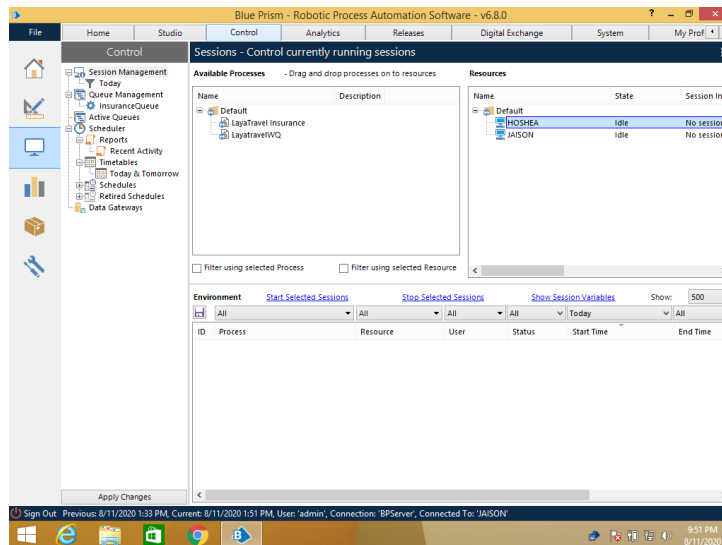 Blue Prism - Robotic Process Automation Software - v6.8.0
?
File Home Studio Control Analytics Releases Digital Exchange System My Prof
Control
Sessions - Control currently running sessions
Session Management
Today
Queue Management
InsuranceQueue
Active Queues
Scheduler
Reports
Recent Activity
Timetables
Today & Tomorrow
Schedules
Retired Schedules
Data Gateways
Apply Changes
Available Processes - Drag and drop processes on to resources
Name Description
Default
LayaTravel Insurance
LayatravelWQ
Filter using selected Process Filter using selected Resource
Resources
Name State Session In
Default
HOSHEA Idle No session
JAISON Idle No session
Environment Start Selected Sessions Stop Selected Sessions Show Session Variables Show: 500
All All All All Today All
ID Process Resource User Status Start Time End Time
Sign Out Previous: 8/11/2020 1:33 PM, Current: 8/11/2020 1:51 PM, User: 'admin', Connection: 'BPServer', Connected To: 'JAISON'
9:51 PM
8/11/2020